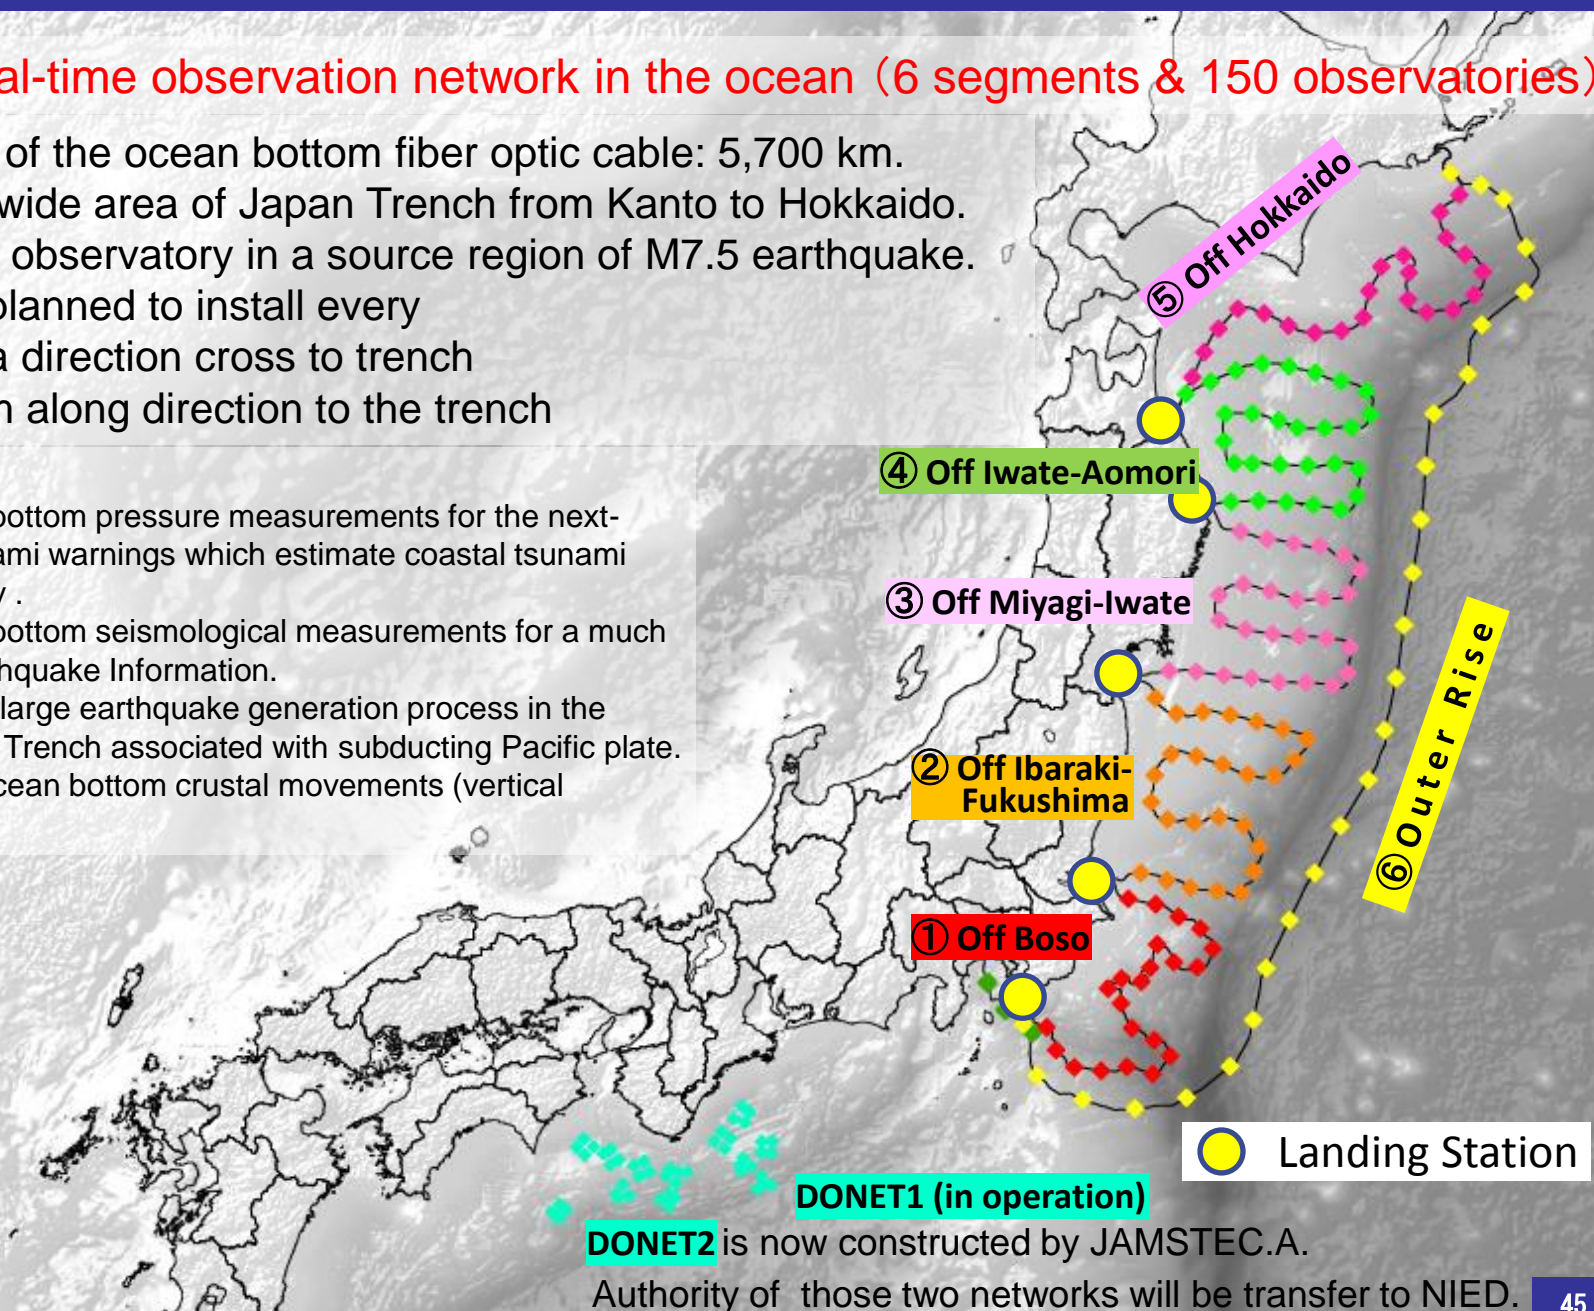 al-time observation network in the ocean（6 segments & 150 observatories）
of the ocean bottom fiber optic cable: 5,700 km.
wide area of Japan Trench from Kanto to Hokkaido.
observatory in a source region of M7.5 earthquake.
planned to install every
a direction cross to trench
along direction to the trench
bottom pressure measurements for the next-
ami warnings which estimate coastal tsunami
y .
bottom seismological measurements for a much
hquake Information.
large earthquake generation process in the
Trench associated with subducting Pacific plate.
cean bottom crustal movements (vertical
⑤ Off Hokkaido
④ Off Iwate-Aomori
③ Off Miyagi-Iwate
② Off Ibaraki-
Fukushima
① Off Boso
⑥Outer Rise
Landing Station
DONET1 (in operation)
DONET2 is now constructed by JAMSTEC.A.
Authority of  those two networks will be transfer to NIED.
45